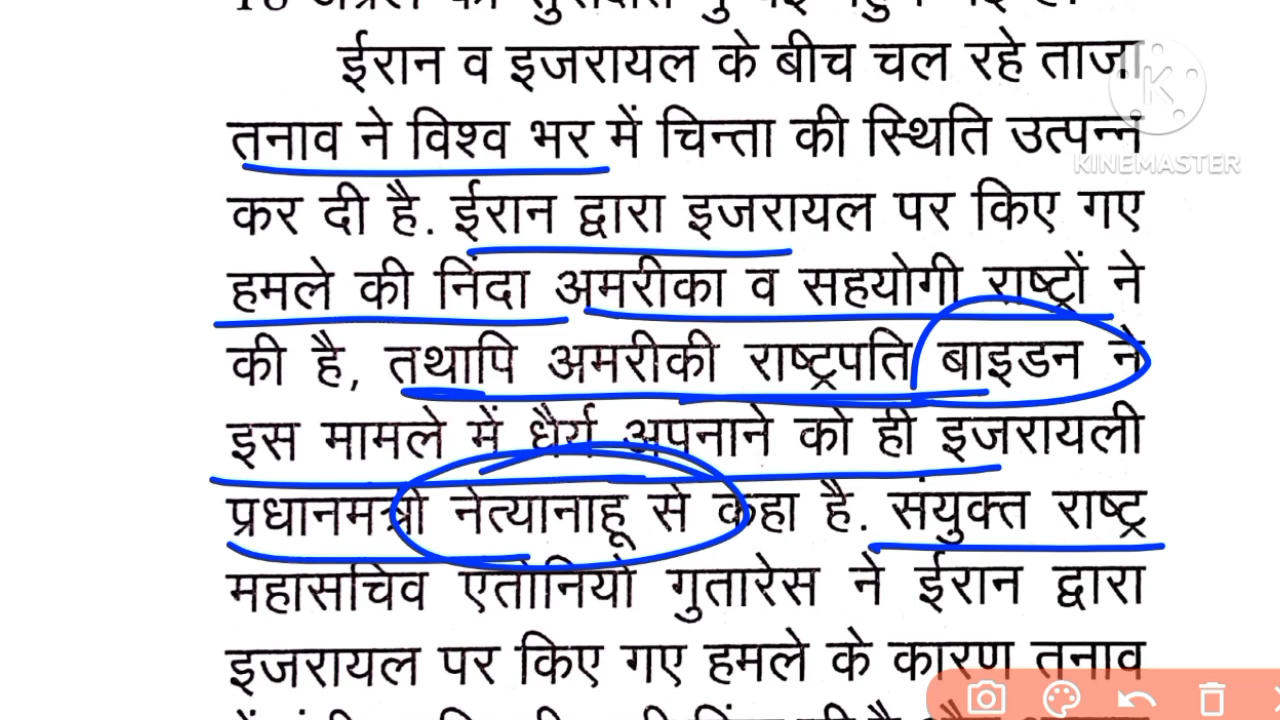 ईरान व इजरायल के बीच चल रहे ताजा
तनाव ने विश्व भर में चिन्ता की स्थिति उत्पन्न
कर दी है. ईरान द्वारा इजरायल पर किए गए
हमले की निंदा अमरीका व सहयोगी राष्ट्रों ने
की है, तथापि अमरीकी राष्ट्रपति बाइडन ने
इस मामले में धैर्य अपनाने को ही इजरायली
प्रधानमंत्री नेत्यानाहू से कहा है. संयुक्त राष्ट्र
महासचिव एंतोनियो गुतारेस ने ईरान द्वारा
इजरायल पर किए गए हमले के कारण तनाव
KINEMASTER